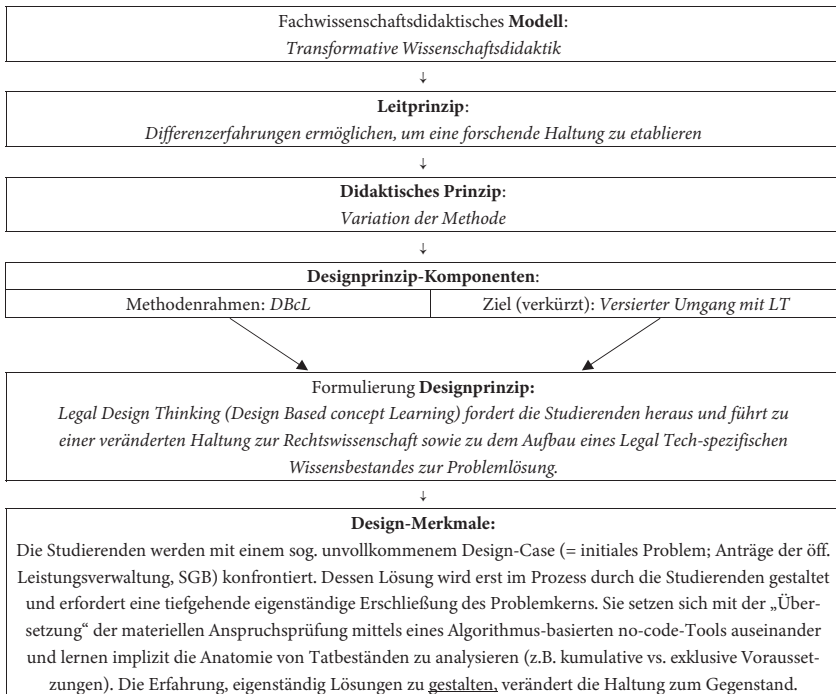 Fachwissenschaftsdidaktisches Modell:
Transformative Wissenschaftsdidaktik
↓
Leitprinzip:
Differenzerfahrungen ermöglichen, um eine forschende Haltung zu etablieren
↓
Didaktisches Prinzip:
Variation der Methode
↓
Designprinzip-Komponenten:
Methodenrahmen: DBcL
Ziel (verkürzt): Versierter Umgang mit LT
Formulierung Designprinzip:
Legal Design Thinking (Design Based concept Learning) fordert die Studierenden heraus und führt zu
einer veränderten Haltung zur Rechtswissenschaft sowie zu dem Aufbau eines Legal Tech-spezifischen
Wissensbestandes zur Problemlösung.
↓
Design-Merkmale:
Die Studierenden werden mit einem sog. unvollkommenem Design-Case (= initiales Problem; Anträge der öff.
Leistungsverwaltung, SGB) konfrontiert. Dessen Lösung wird erst im Prozess durch die Studierenden gestaltet
und erfordert eine tiefgehende eigenständige Erschließung des Problemkerns. Sie setzen sich mit der „Über-
setzung“ der materiellen Anspruchsprüfung mittels eines Algorithmus-basierten no-code-Tools auseinander
und lernen implizit die Anatomie von Tatbeständen zu analysieren (z.B. kumulative vs. exklusive Vorausset-
zungen). Die Erfahrung, eigenständig Lösungen zu gestalten, verändert die Haltung zum Gegenstand.